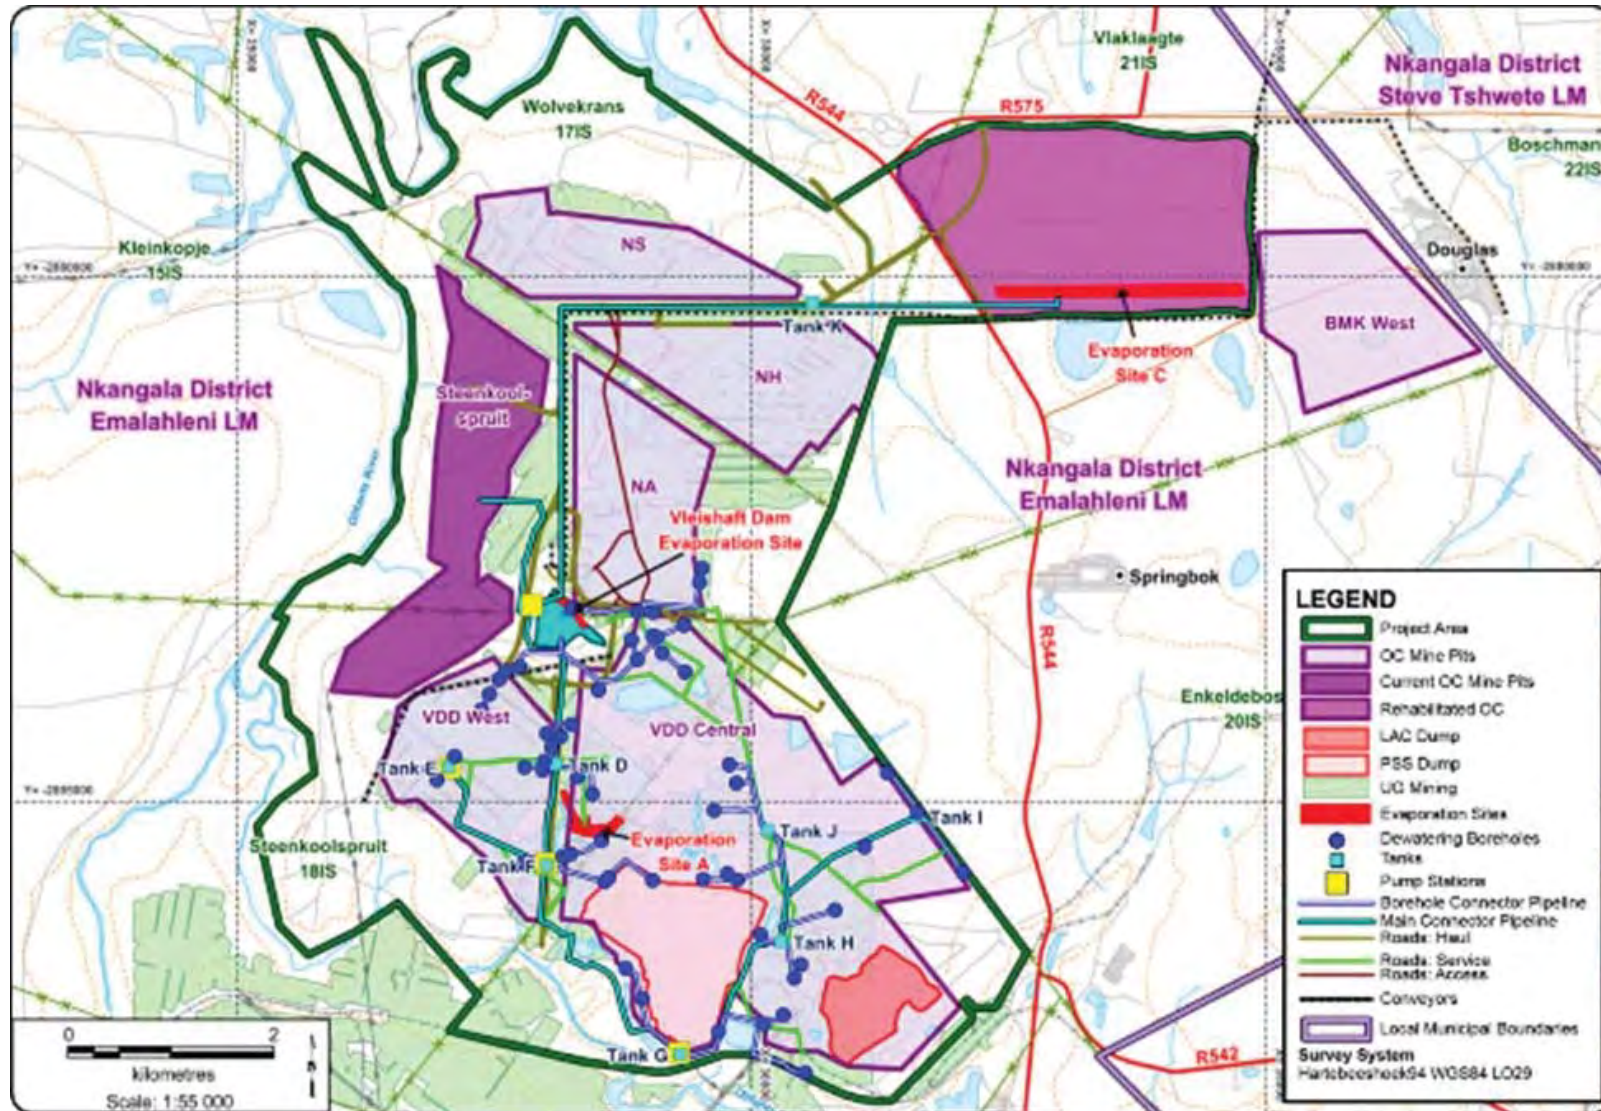 Vlaklaagte
21IS
Nkangala District
Steve Tshwete LM
R544
R575
Wolvekrans
17IS
Boschman
22IS
Kleinkopje
15IS
NS
Douglas
Tank K
BMK West
Evaporation
Site C
NH
Nkangala District
Emalahleni LM
Steenkool-
spruit
Nkangala District
Emalahleni LM
NA
Vleishaft Dam
Evaporation Site
Springbok
R544
Enkeldebos
20IS
VDD West
VDD Central
Tank E
Tank D
Tank J
Tank I
Evaporation
Site A
Steenkoolspruit
18IS
Tank F
Tank H
Tank G
R542
0 2
kilometres
Scale: 1:55 000
LEGEND
Project Area
OC Mine Pits
Current OC Mine Pits
Rehabilitated OC
LAC Dump
PSS Dump
UG Mining
Evaporation Sites
Dewatering Boreholes
Tanks
Pump Stations
Borehole Connector Pipeline
Main Connector Pipeline
Roads: Haul
Roads: Service
Roads: Access
Conveyors
Local Municipal Boundaries
Survey System
Hartebeeshoek94 WGS84 LO29